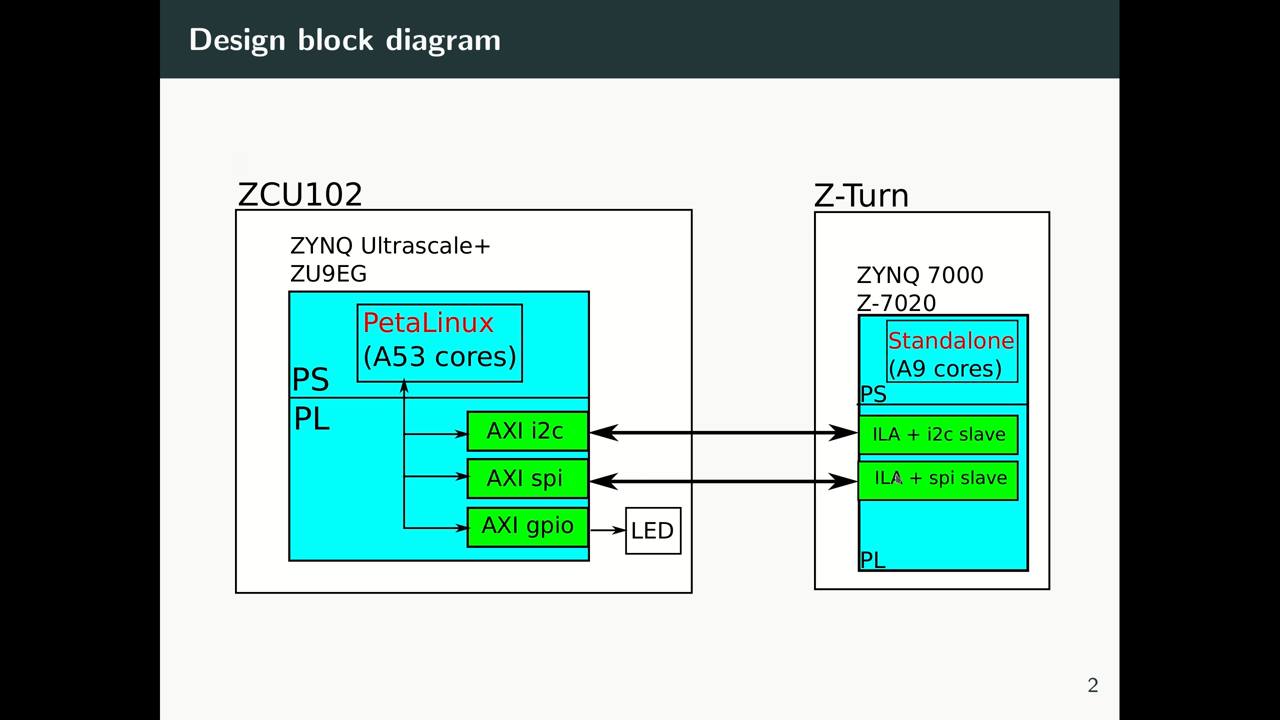 Design block diagram
ZCU102
ZYNQ Ultrascale+
ZU9EG
PetaLinux
(A53 cores)
PS
PL
AXI i2c
AXI spi
AXI gpio
LED
Z-Turn
ZYNQ 7000
Z-7020
Standalone
(A9 cores)
PS
ILA + i2c slave
ILA + spi slave
PL
2